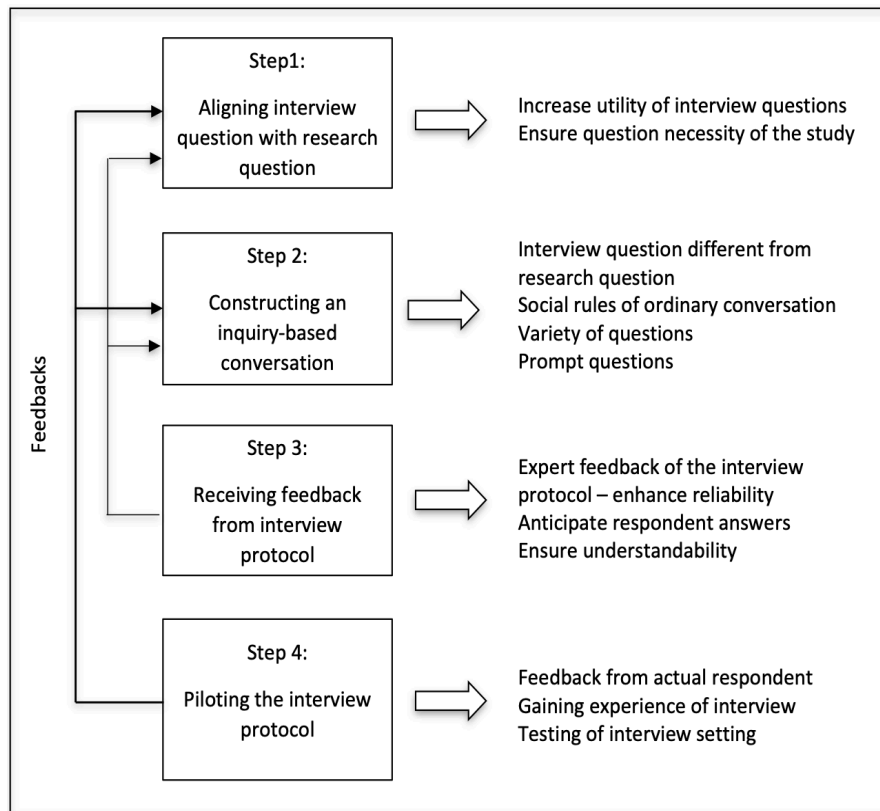 Step1:
Aligning interview
question with research
question
Increase utility of interview questions
Ensure question necessity of the study
Step 2:
Constructing an
inquiry-based
conversation
Interview question different from
research question
Social rules of ordinary conversation
Variety of questions
Prompt questions
Feedbacks
Step 3:
Receiving feedback
from interview
protocol
Expert feedback of the interview
protocol – enhance reliability
Anticipate respondent answers
Ensure understandability
Step 4:
Piloting the interview
protocol
Feedback from actual respondent
Gaining experience of interview
Testing of interview setting